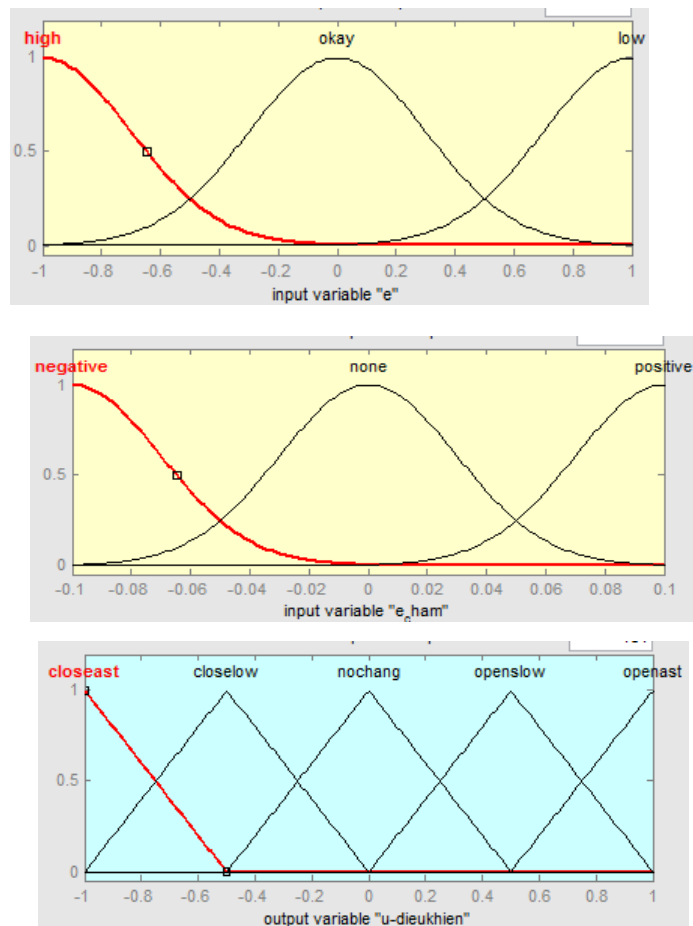 high okay low
1
0.5
0
-1 -0.8 -0.6 -0.4 -0.2 0 0.2 0.4 0.6 0.8 1
input variable "e"
negative none positive
1
0.5
0
-0.1 -0.08 -0.06 -0.04 -0.02 0 0.02 0.04 0.06 0.08 0.1
input variable "e_cham"
closeast closelow nochang openslow openast
1
0.5
0
-1 -0.8 -0.6 -0.4 -0.2 0 0.2 0.4 0.6 0.8 1
output variable "u-dieukhien"